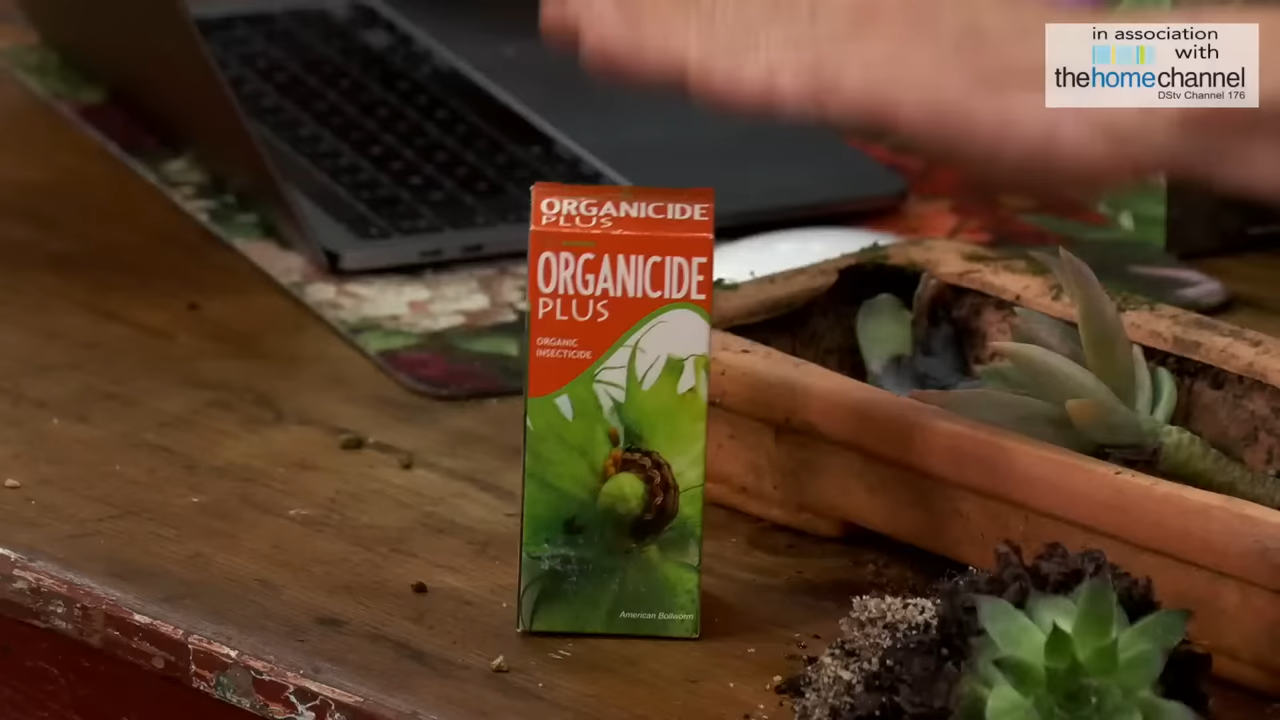 in association
with
thehomechannel
DStv Channel 176
ORGANICIDE
PLUS
ORGANICIDE
PLUS
ORGANIC
INSECTICIDE
American Bollworm